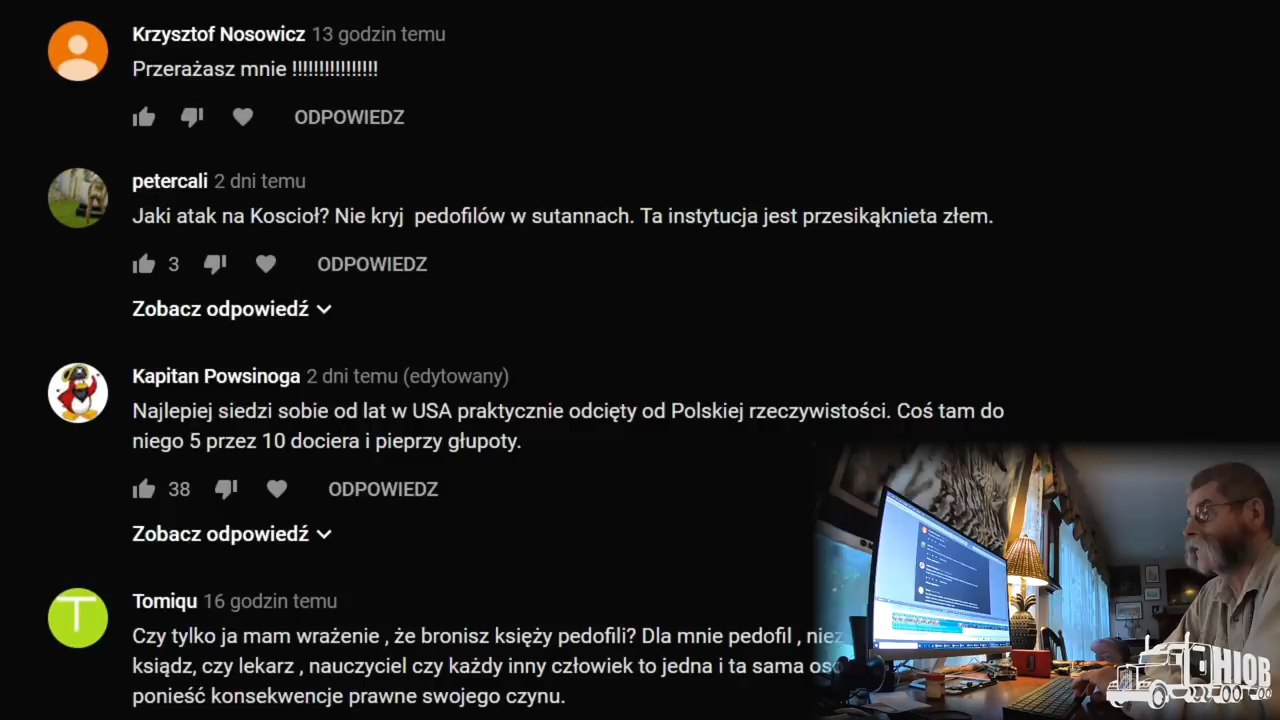 Krzysztof Nosowicz 13 godzin temu
Przerażasz mnie !!!!!!!!!!!!!!!!
ODPOWIEDZ
petercali 2 dni temu
Jaki atak na Koscioł? Nie kryj pedofilów w sutannach. Ta instytucja jest przesikąknieta złem.
3 ODPOWIEDZ
Zobacz odpowiedź
Kapitan Powsinoga 2 dni temu (edytowany)
Najlepiej siedzi sobie od lat w USA praktycznie odcięty od Polskiej rzeczywistości. Coś tam do
niego 5 przez 10 dociera i pieprzy głupoty.
38 ODPOWIEDZ
Zobacz odpowiedź
T
Tomiqu 16 godzin temu
Czy tylko ja mam wrażenie , że bronisz księży pedofili? Dla mnie pedofil ,
ksiądz, czy lekarz , nauczyciel czy każdy inny człowiek to jedna i ta sama
ponieść konsekwencje prawne swojego czynu.
HIOB